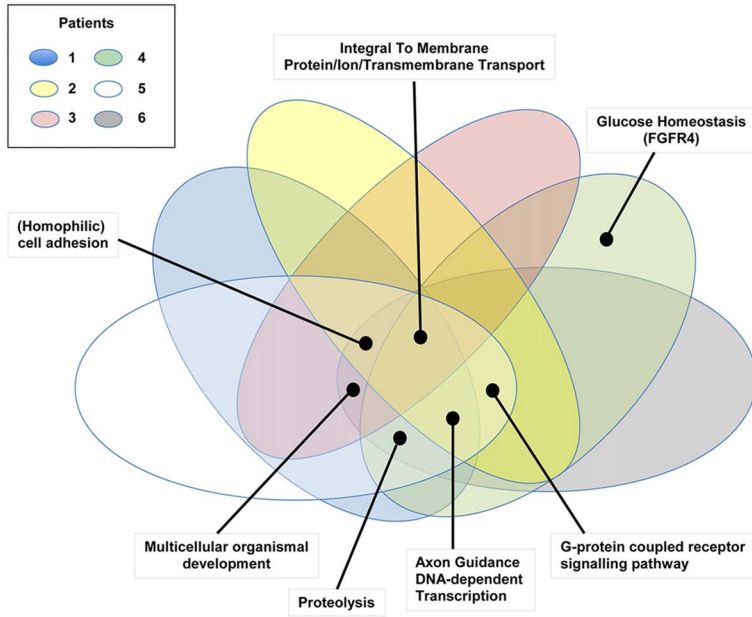 Patients
1
4
2
5
3
6
Integral To Membrane
Protein/Ion/Transmembrane Transport
Glucose Homeostasis
(FGFR4)
(Homophilic)
cell adhesion
Multicellular organismal
development
Proteolysis
Axon Guidance
DNA-dependent
Transcription
G-protein coupled receptor
signalling pathway